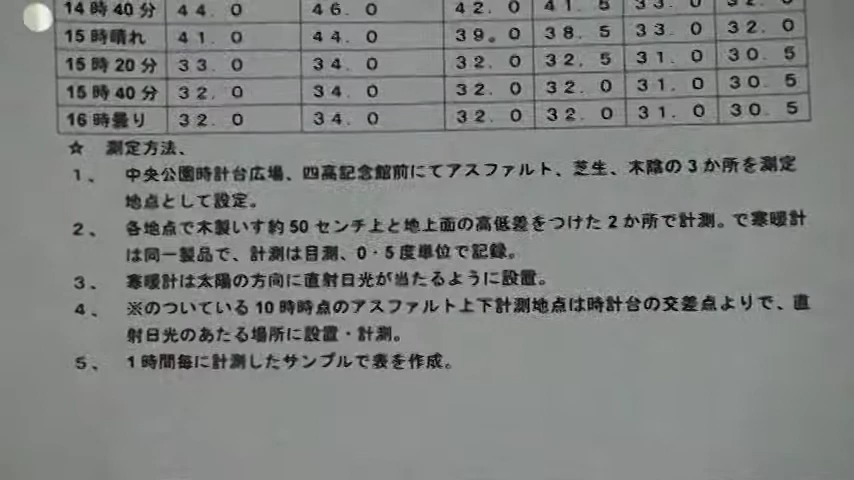 14時40分 44.0 46.0 42.0 41.5 33.0 32.0
15時晴れ 41.0 44.0 39。0 38.5 33.0 32.0
15時20分 33.0 34.0 32.0 32.5 31.0 30.5
15時40分 32.0 34.0 32.0 32.0 31.0 30.5
16時曇り 32.0 34.0 32.0 32.0 31.0 30.5
☆ 測定方法、
1、 中央公園時計台広場、四高記念館前にてアスファルト、芝生、木陰の3か所を測定
地点として設定。
2、 各地点で木製いす約50センチ上と地上面の高低差をつけた2か所で計測。で寒暖計
は同一製品で、計測は目測、0・5度単位で記録。
3、 寒暖計は太陽の方向に直射日光が当たるように設置。
4、 ※のついている10時時点のアスファルト上下計測地点は時計台の交差点よりで、直
射日光のあたる場所に設置・計測。
5、 1時間毎に計測したサンプルで表を作成。